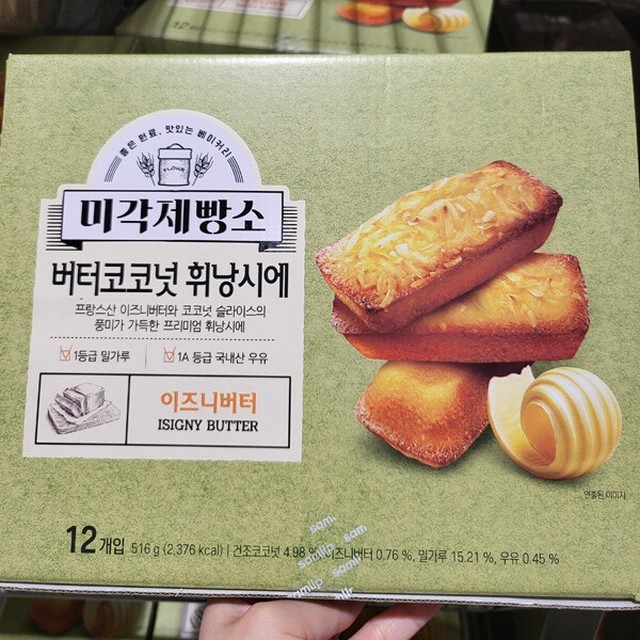 좋은 원료, 맛있는 베이커리
FLOUR
미각제빵소
버터코코넛 휘낭시에
프랑스산 이즈니버터와 코코넛 슬라이스의
풍미가 가득한 프리미엄 휘낭시에
1등급 밀가루 1A 등급 국내산 우유
이즈니버터
ISIGNY BUTTER
연출된 이미지
12개입 516 g (2,376 kcal) | 건조코코넛 4.98 %, 이즈니버터 0.76 %, 밀가루 15.21 %, 우유 0.45 %
sam.
samlip
sam.
samlip